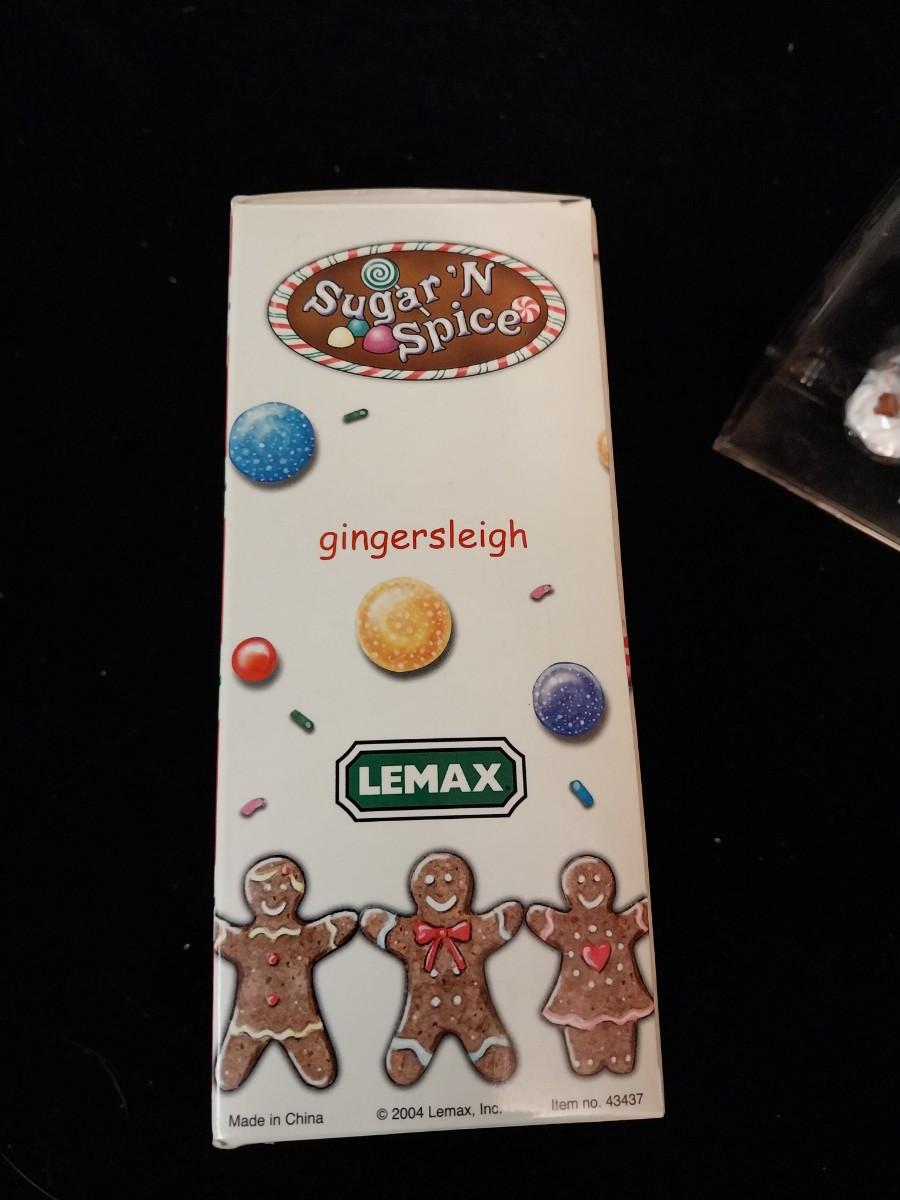 Sugar 'N
Spice
gingersleigh
LEMAX
Made in China
© 2004 Lemax, Inc.
Item no. 43437